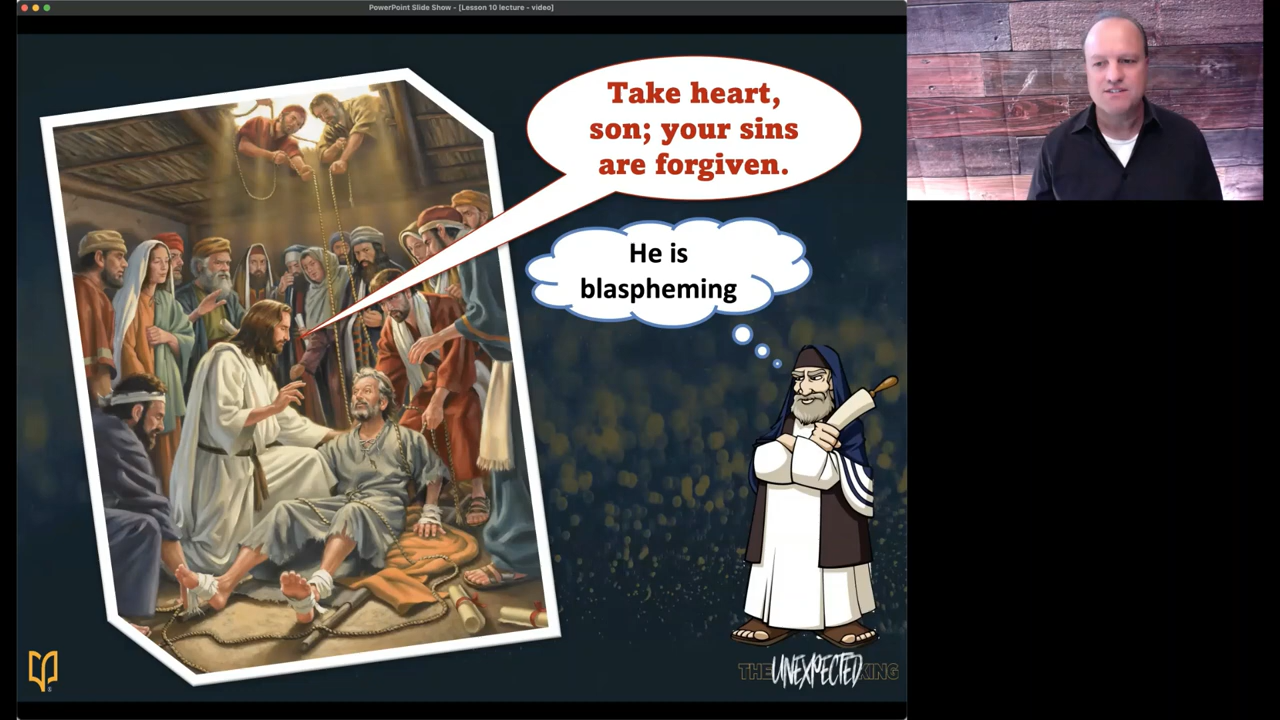 PowerPoint Slide Show - [Lesson 10 lecture - video]
Take heart,
son; your sins
are forgiven.
He is
blaspheming
THE UNEXPECTED KING